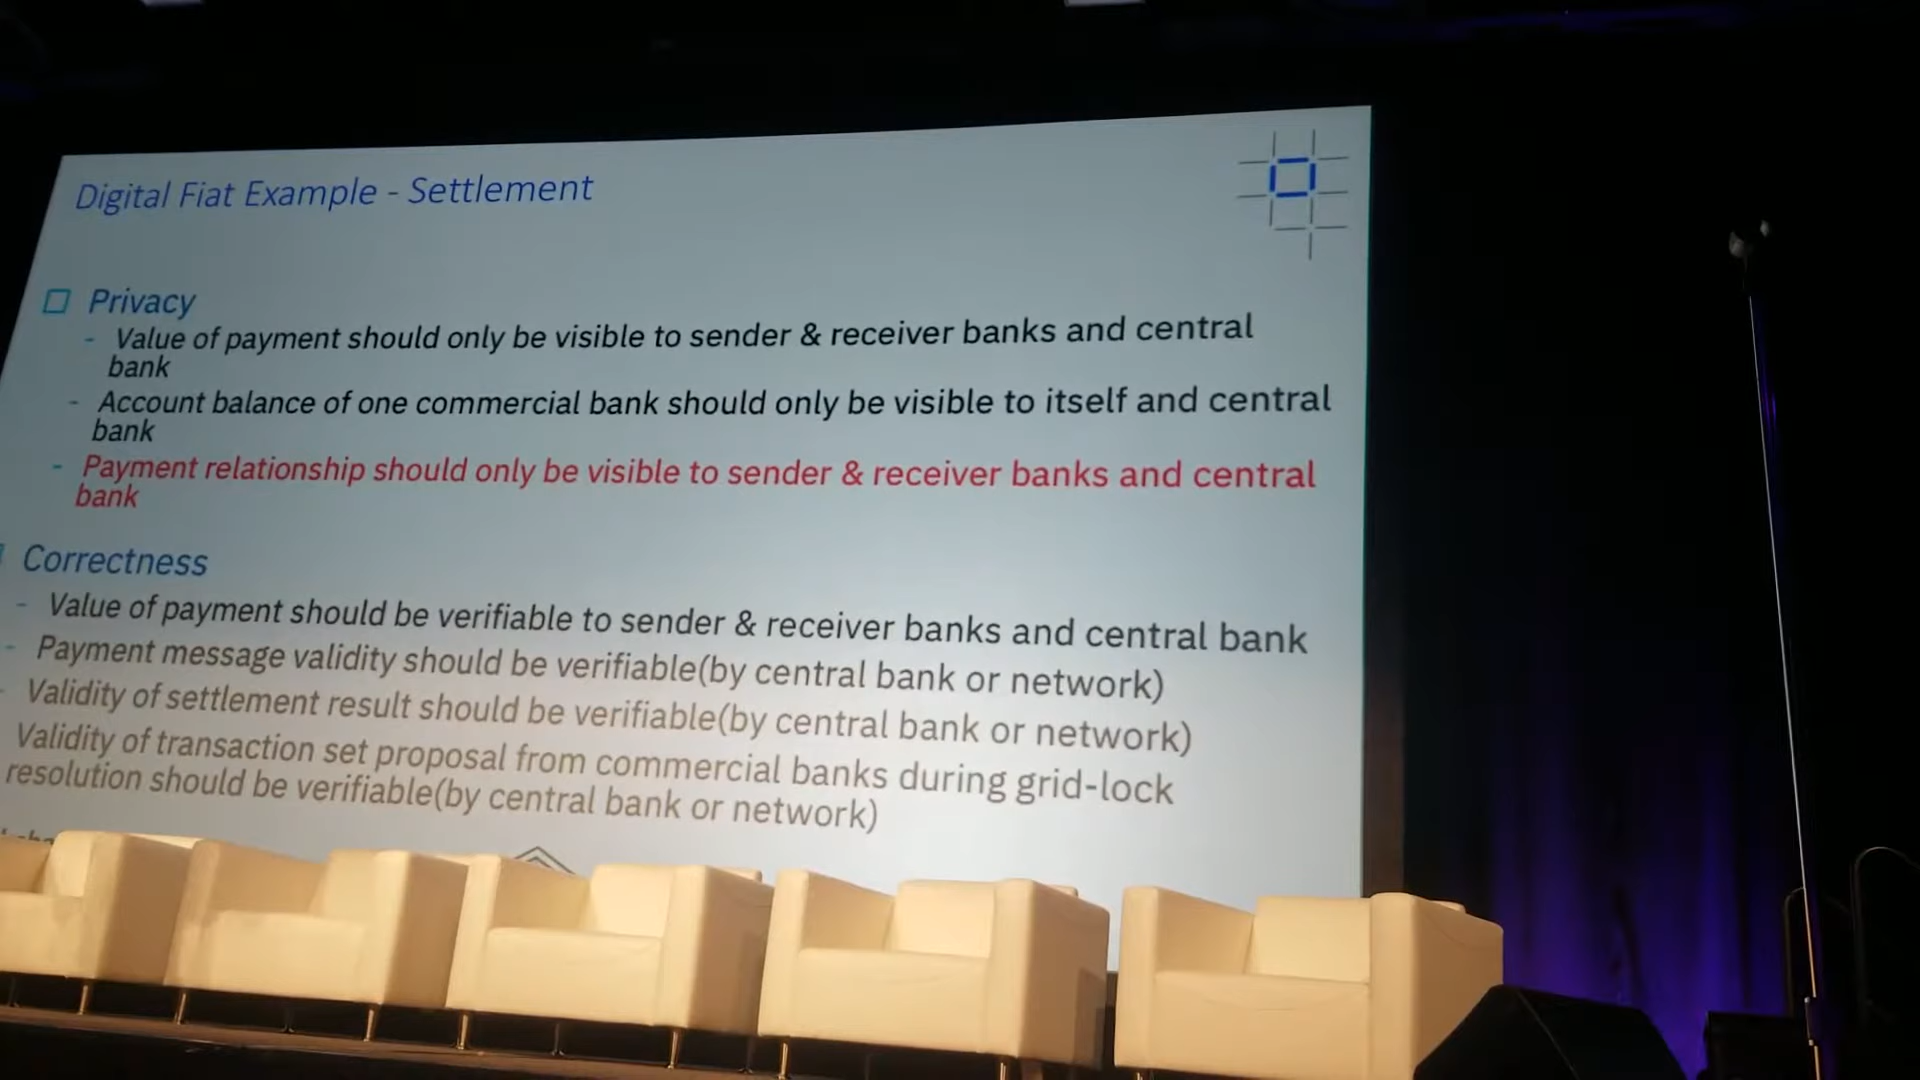 Digital Fiat Example - Settlement
Privacy
- Value of payment should only be visible to sender & receiver banks and central
bank
- Account balance of one commercial bank should only be visible to itself and central
bank
- Payment relationship should only be visible to sender & receiver banks and central
bank
Correctness
- Value of payment should be verifiable to sender & receiver banks and central bank
- Payment message validity should be verifiable(by central bank or network)
- Validity of settlement result should be verifiable(by central bank or network)
Validity of transaction set proposal from commercial banks during grid-lock
resolution should be verifiable(by central bank or network)